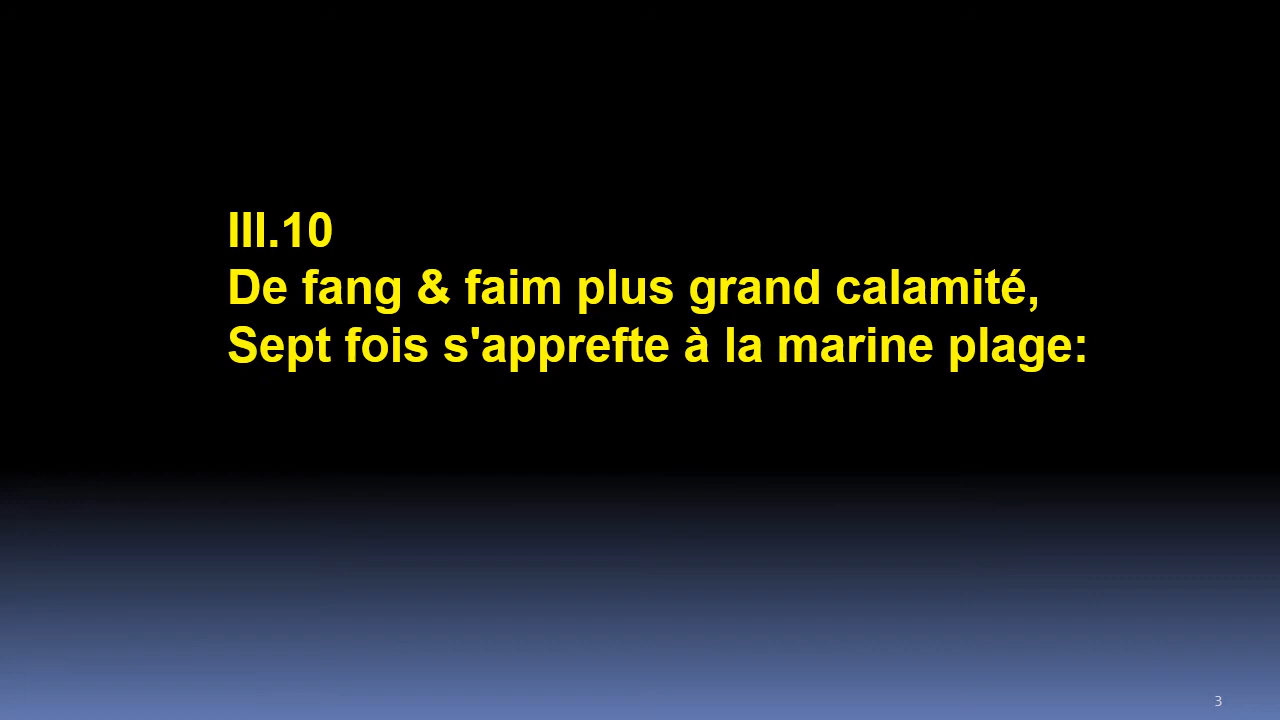 III.10
De fang & faim plus grand calamité,
Sept fois s'apprefte à la marine plage:
3